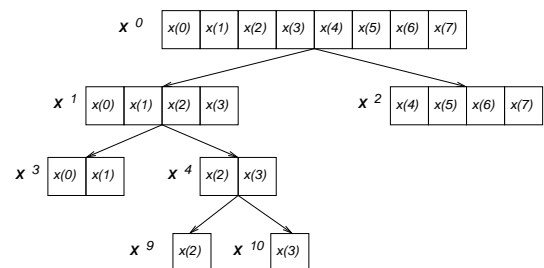 X 0 x(0) x(1) x(2) x(3) x(4) x(5) x(6) x(7)
X 1 x(0) x(1) x(2) x(3) X 2 x(4) x(5) x(6) x(7)
X 3 x(0) x(1) X 4 x(2) x(3)
X 9 x(2) X 10 x(3)